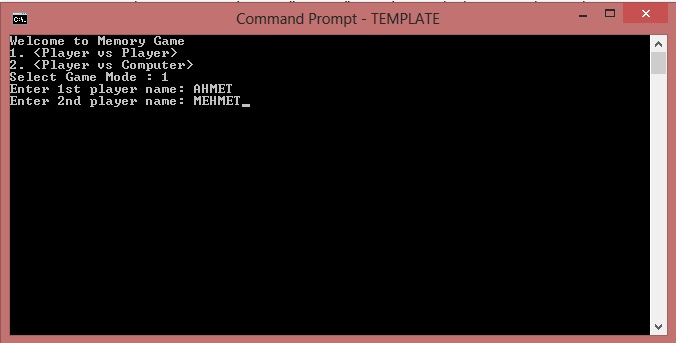 Command Prompt - TEMPLATE
Welcome to Memory Game
1. <Player vs Player>
2. <Player vs Computer>
Select Game Mode : 1
Enter 1st player name: AHMET
Enter 2nd player name: MEHMET_